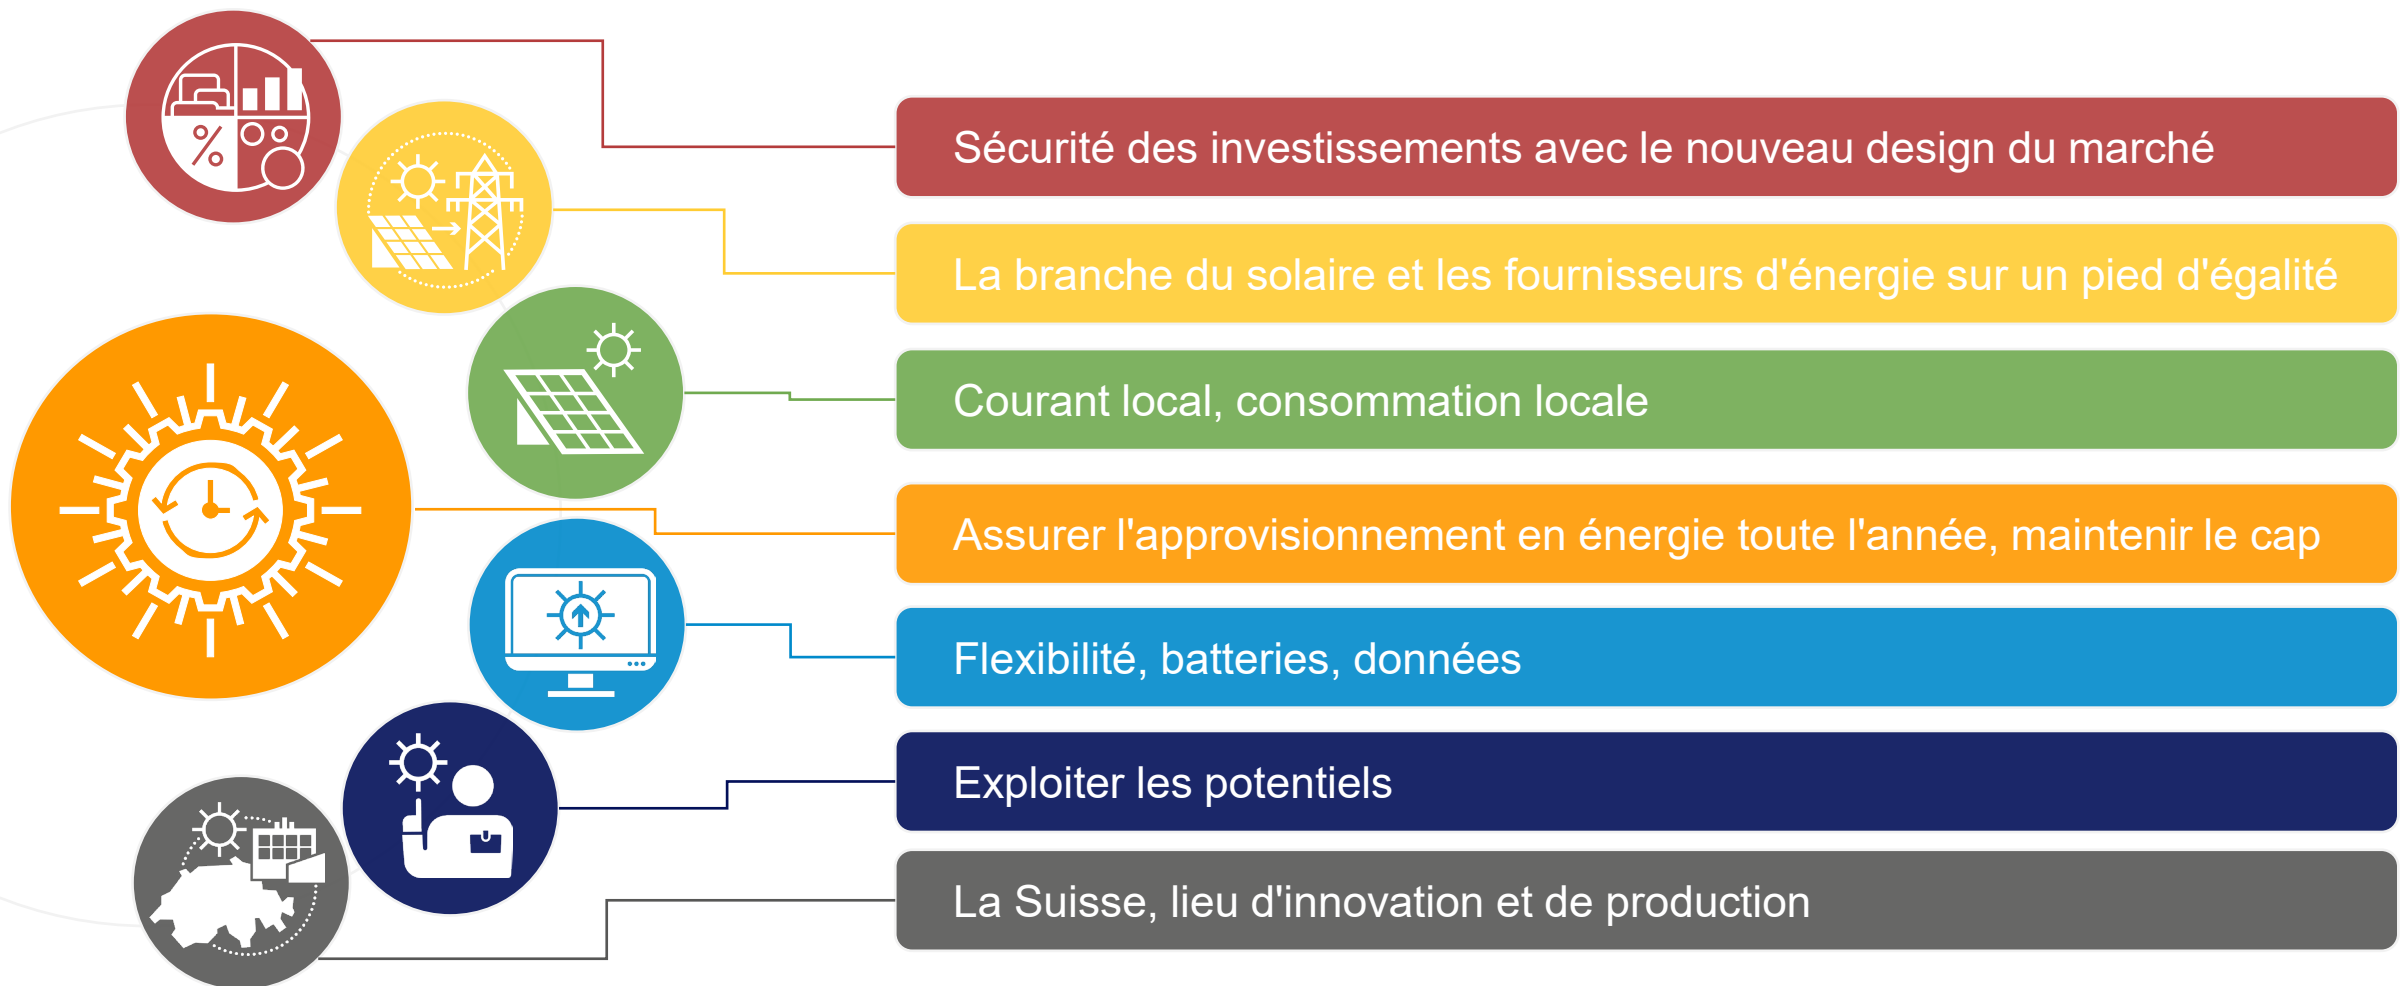 Sécurité des investissements avec le nouveau design du marché
La branche du solaire et les fournisseurs d'énergie sur un pied d'égalité
Courant local, consommation locale
Assurer l'approvisionnement en énergie toute l'année, maintenir le cap
Flexibilité, batteries, données
Exploiter les potentiels
La Suisse, lieu d'innovation et de production